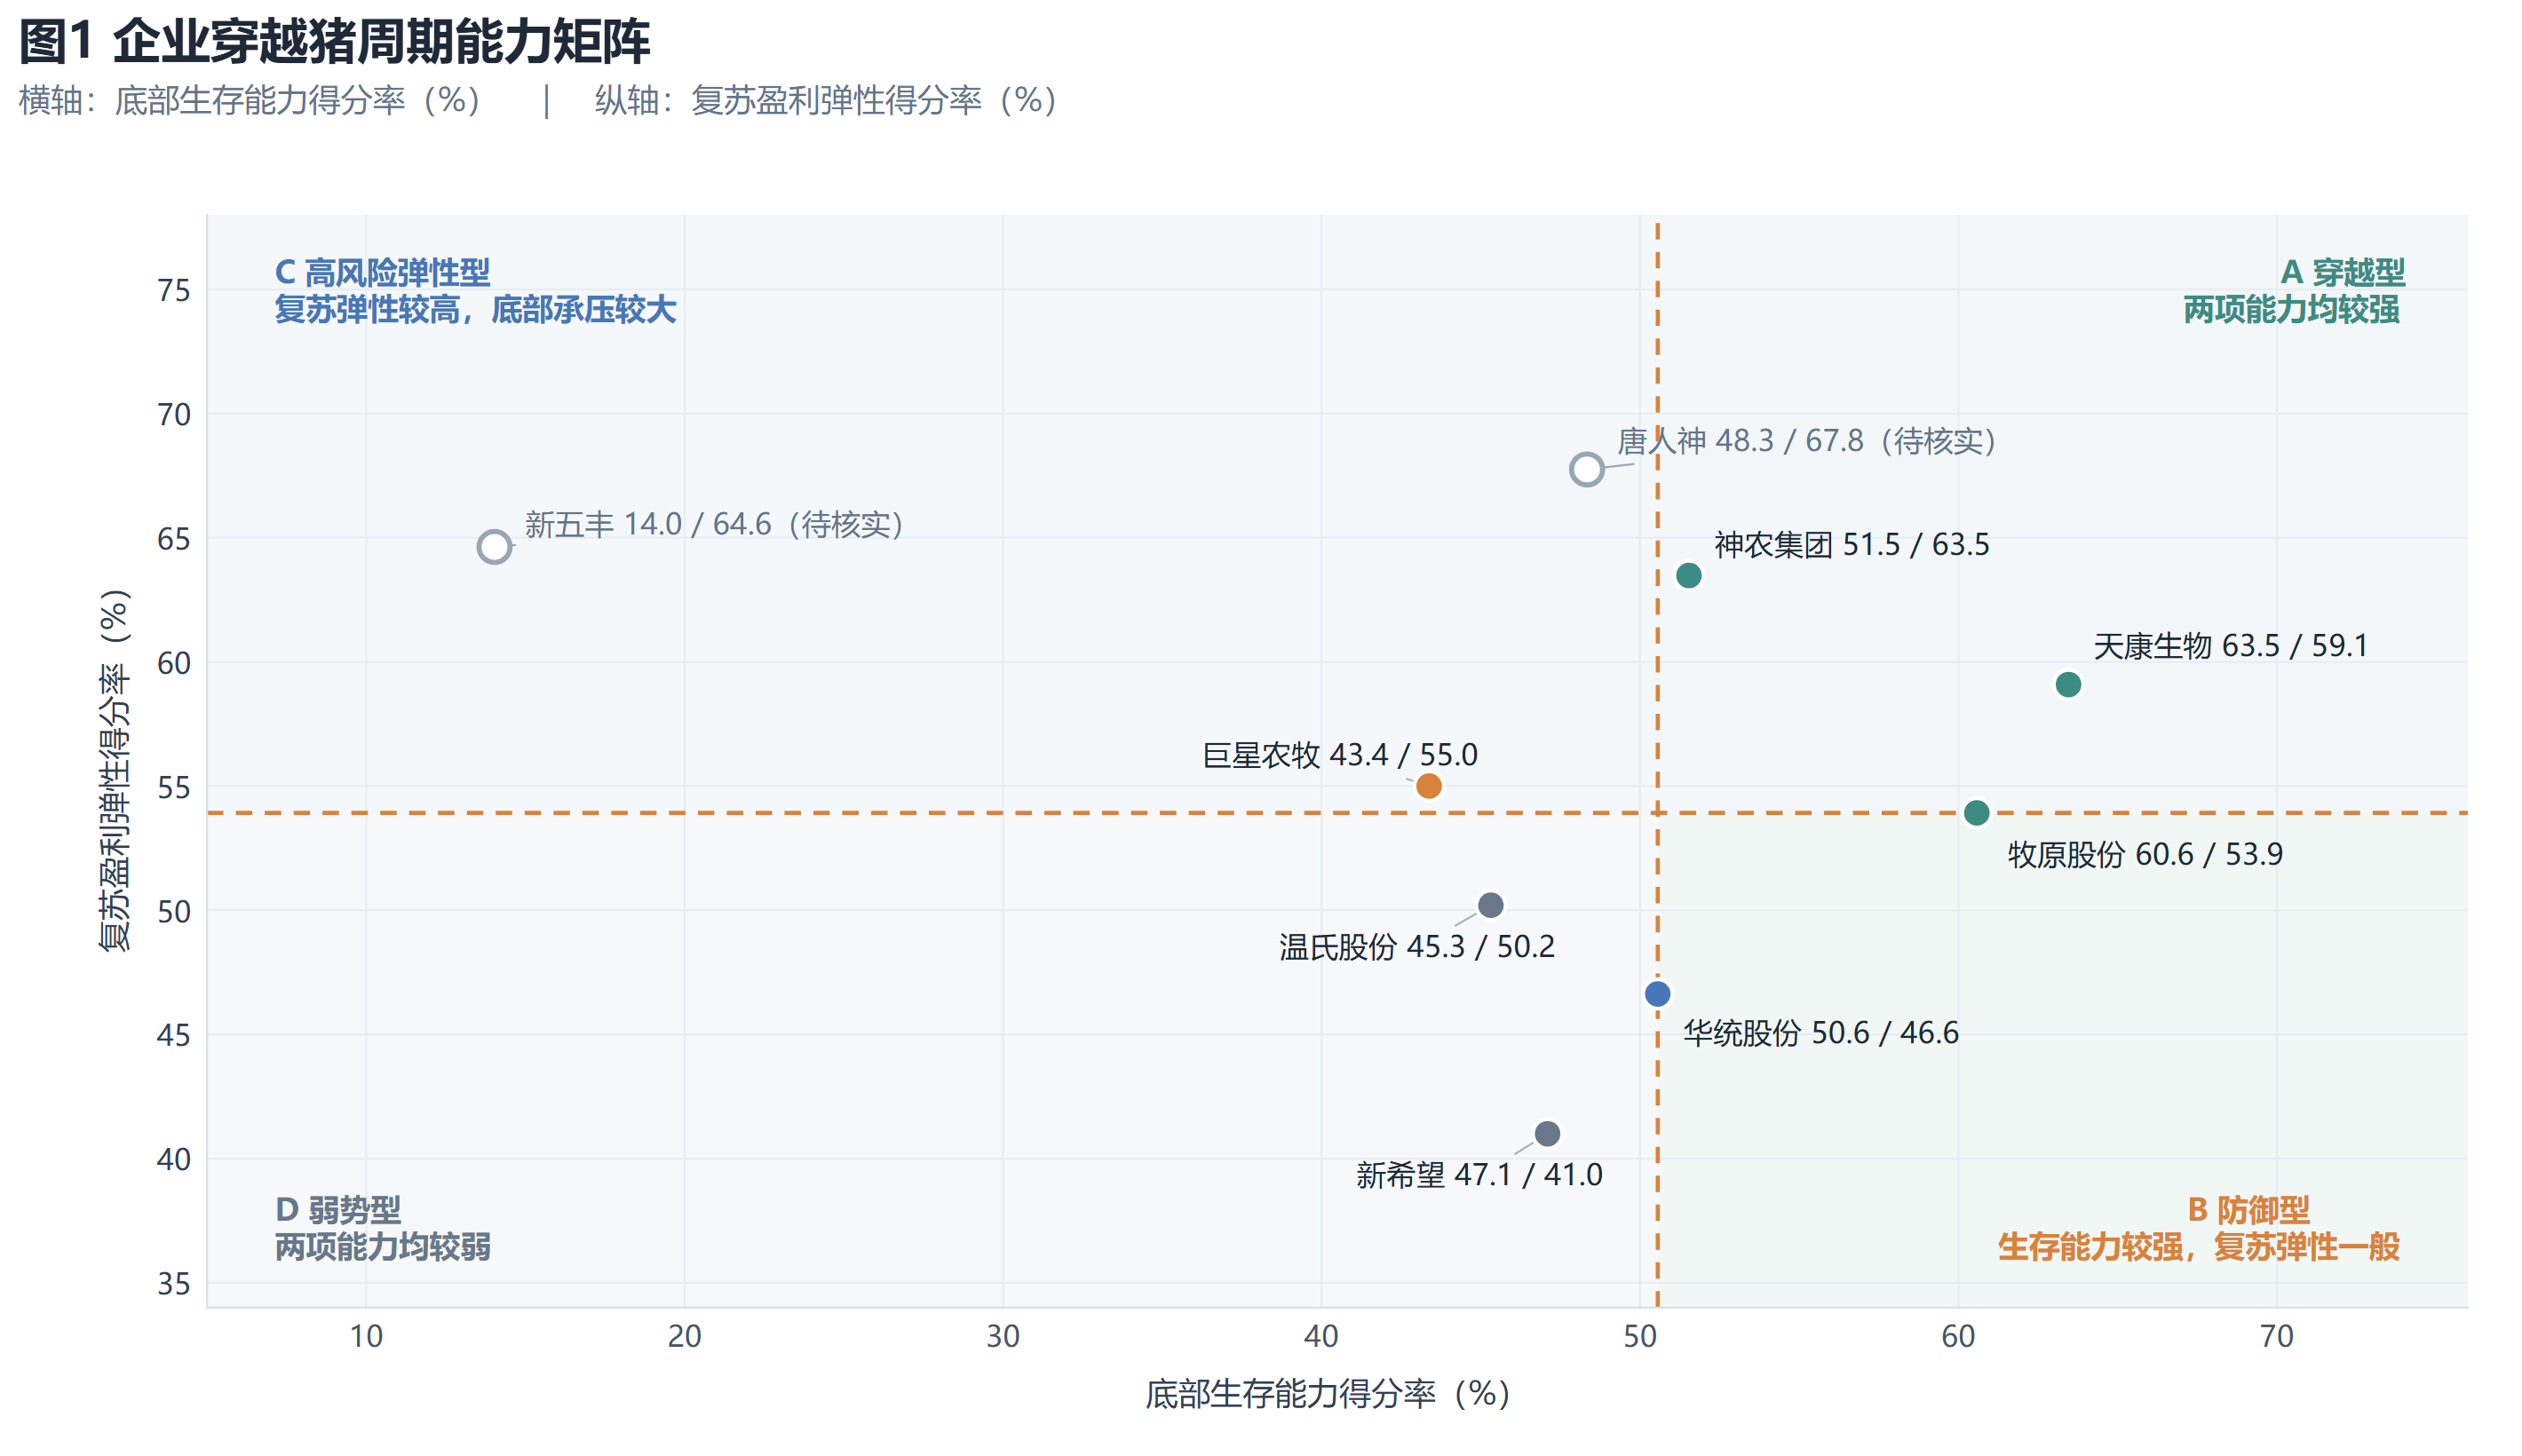 图1 企业穿越猪周期能力矩阵
横轴：底部生存能力得分率（%） | 纵轴：复苏盈利弹性得分率（%）
C 高风险弹性型
复苏弹性较高，底部承压较大
A 穿越型
两项能力均较强
75
70
65
60
55
50
45
40
35
复苏盈利弹性得分率（%）
唐人神 48.3 / 67.8（待核实）
新五丰 14.0 / 64.6（待核实）
神农集团 51.5 / 63.5
天康生物 63.5 / 59.1
巨星农牧 43.4 / 55.0
牧原股份 60.6 / 53.9
温氏股份 45.3 / 50.2
华统股份 50.6 / 46.6
新希望 47.1 / 41.0
D 弱势型
两项能力均较弱
B 防御型
生存能力较强，复苏弹性一般
10 20 30 40 50 60 70
底部生存能力得分率（%）